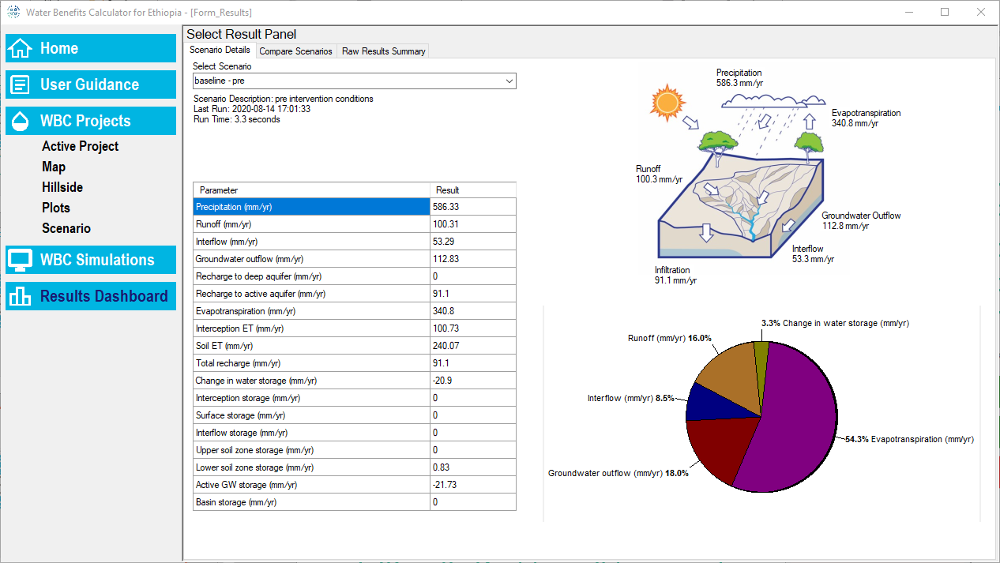 Water Benefits Calculator for Ethiopia - [Form_Results]
Home
User Guidance
WBC Projects
Active Project
Map
Hillside
Plots
Scenario
WBC Simulations
Results Dashboard
Select Result Panel
Scenario Details Compare Scenarios Raw Results Summary
Select Scenario
baseline - pre
Scenario Description: pre intervention conditions
Last Run: 2020-08-14 17:01:33
Run Time: 3.3 seconds
Parameter Result
Precipitation (mm/yr) 586.33
Runoff (mm/yr) 100.31
Interflow (mm/yr) 53.29
Groundwater outflow (mm/yr) 112.83
Recharge to deep aquifer (mm/yr) 0
Recharge to active aquifer (mm/yr) 91.1
Evapotranspiration (mm/yr) 340.8
Interception ET (mm/yr) 100.73
Soil ET (mm/yr) 240.07
Total recharge (mm/yr) 91.1
Change in water storage (mm/yr) -20.9
Interception storage (mm/yr) 0
Surface storage (mm/yr) 0
Interflow storage (mm/yr) 0
Upper soil zone storage (mm/yr) 0
Lower soil zone storage (mm/yr) 0.83
Active GW storage (mm/yr) -21.73
Basin storage (mm/yr) 0
Precipitation
586.3 mm/yr
Evapotranspiration
340.8 mm/yr
Runoff
100.3 mm/yr
Groundwater Outflow
112.8 mm/yr
Interflow
53.3 mm/yr
Infiltration
91.1 mm/yr
3.3% Change in water storage (mm/yr)
Runoff (mm/yr) 16.0%
Interflow (mm/yr) 8.5%
54.3% Evapotranspiration (mm/yr)
Groundwater outflow (mm/yr) 18.0%